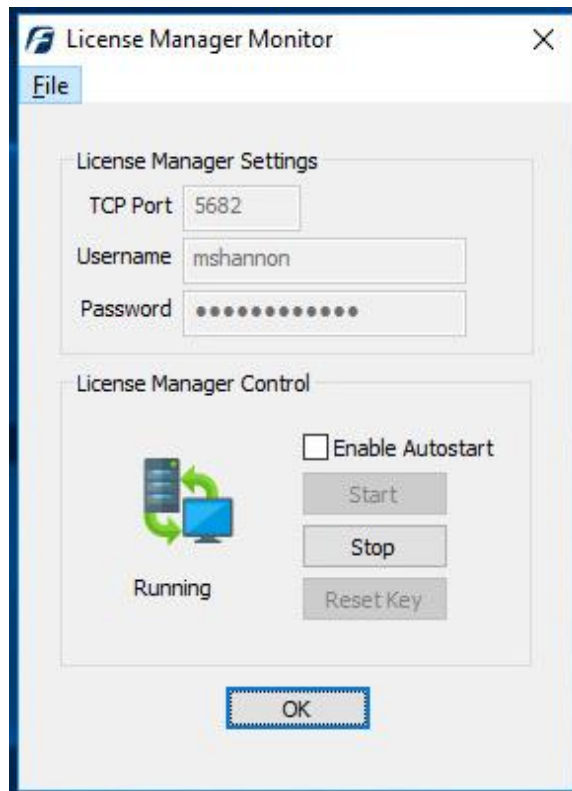 License Manager Monitor
File
License Manager Settings
TCP Port 5682
Username mshannon
Password ●●●●●●●●●●●●
License Manager Control
Enable Autostart
Start
Stop
Running
Reset Key
OK